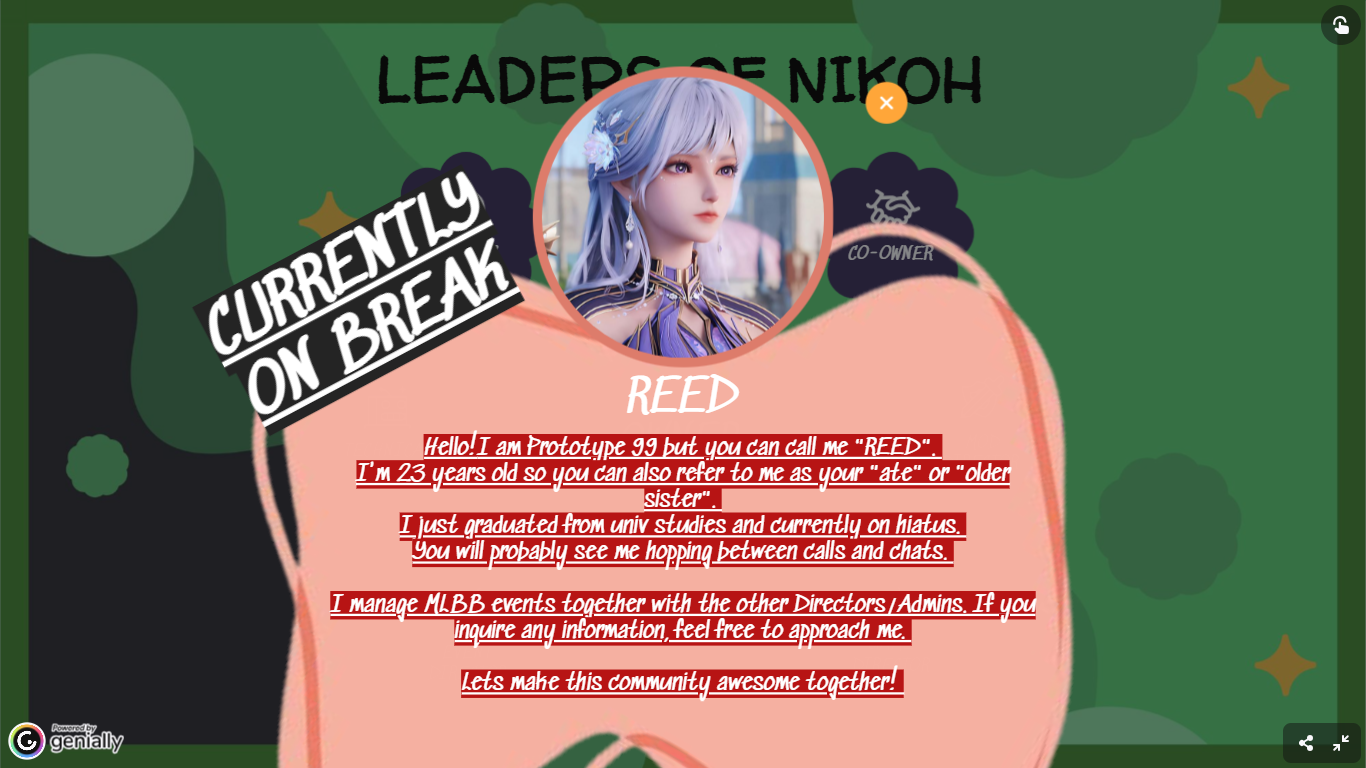 LEADERS OF NIKOH
CO-OWNER
CURRENTLY
ON BREAK
REED
Hello! I am Prototype 99 but you can call me "REED".
I'm 23 years old so you can also refer to me as your "ate" or "older
sister".
I just graduated from univ studies and currently on hiatus.
You will probably see me hopping between calls and chats.
I manage MLBB events together with the other Directors/Admins. If you
inquire any information, feel free to approach me.
Lets make this community awesome together!
Powered by
genially